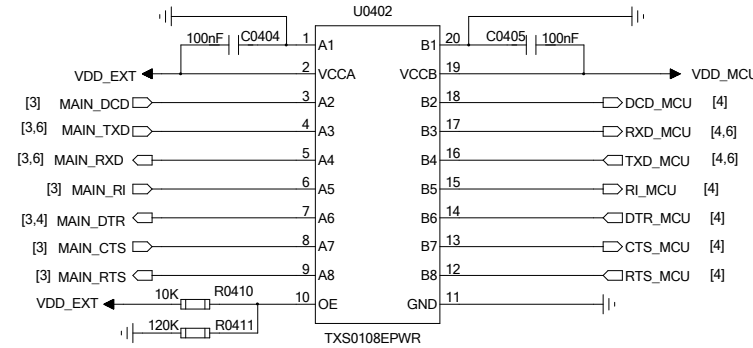 U0402
100nF C0404 1 A1 B1 20 C0405 100nF
VDD_EXT 2 VCCA VCCB 19 VDD_MCU
[3] MAIN_DCD 3 A2 B2 18 DCD_MCU [4]
[3,6] MAIN_TXD 4 A3 B3 17 RXD_MCU [4,6]
[3,6] MAIN_RXD 5 A4 B4 16 TXD_MCU [4,6]
[3] MAIN_RI 6 A5 B5 15 RI_MCU [4]
[3,4] MAIN_DTR 7 A6 B6 14 DTR_MCU [4]
[3] MAIN_CTS 8 A7 B7 13 CTS_MCU [4]
[3] MAIN_RTS 9 A8 B8 12 RTS_MCU [4]
VDD_EXT 10K R0410 10 OE GND 11
120K R0411
TXS0108EPWR